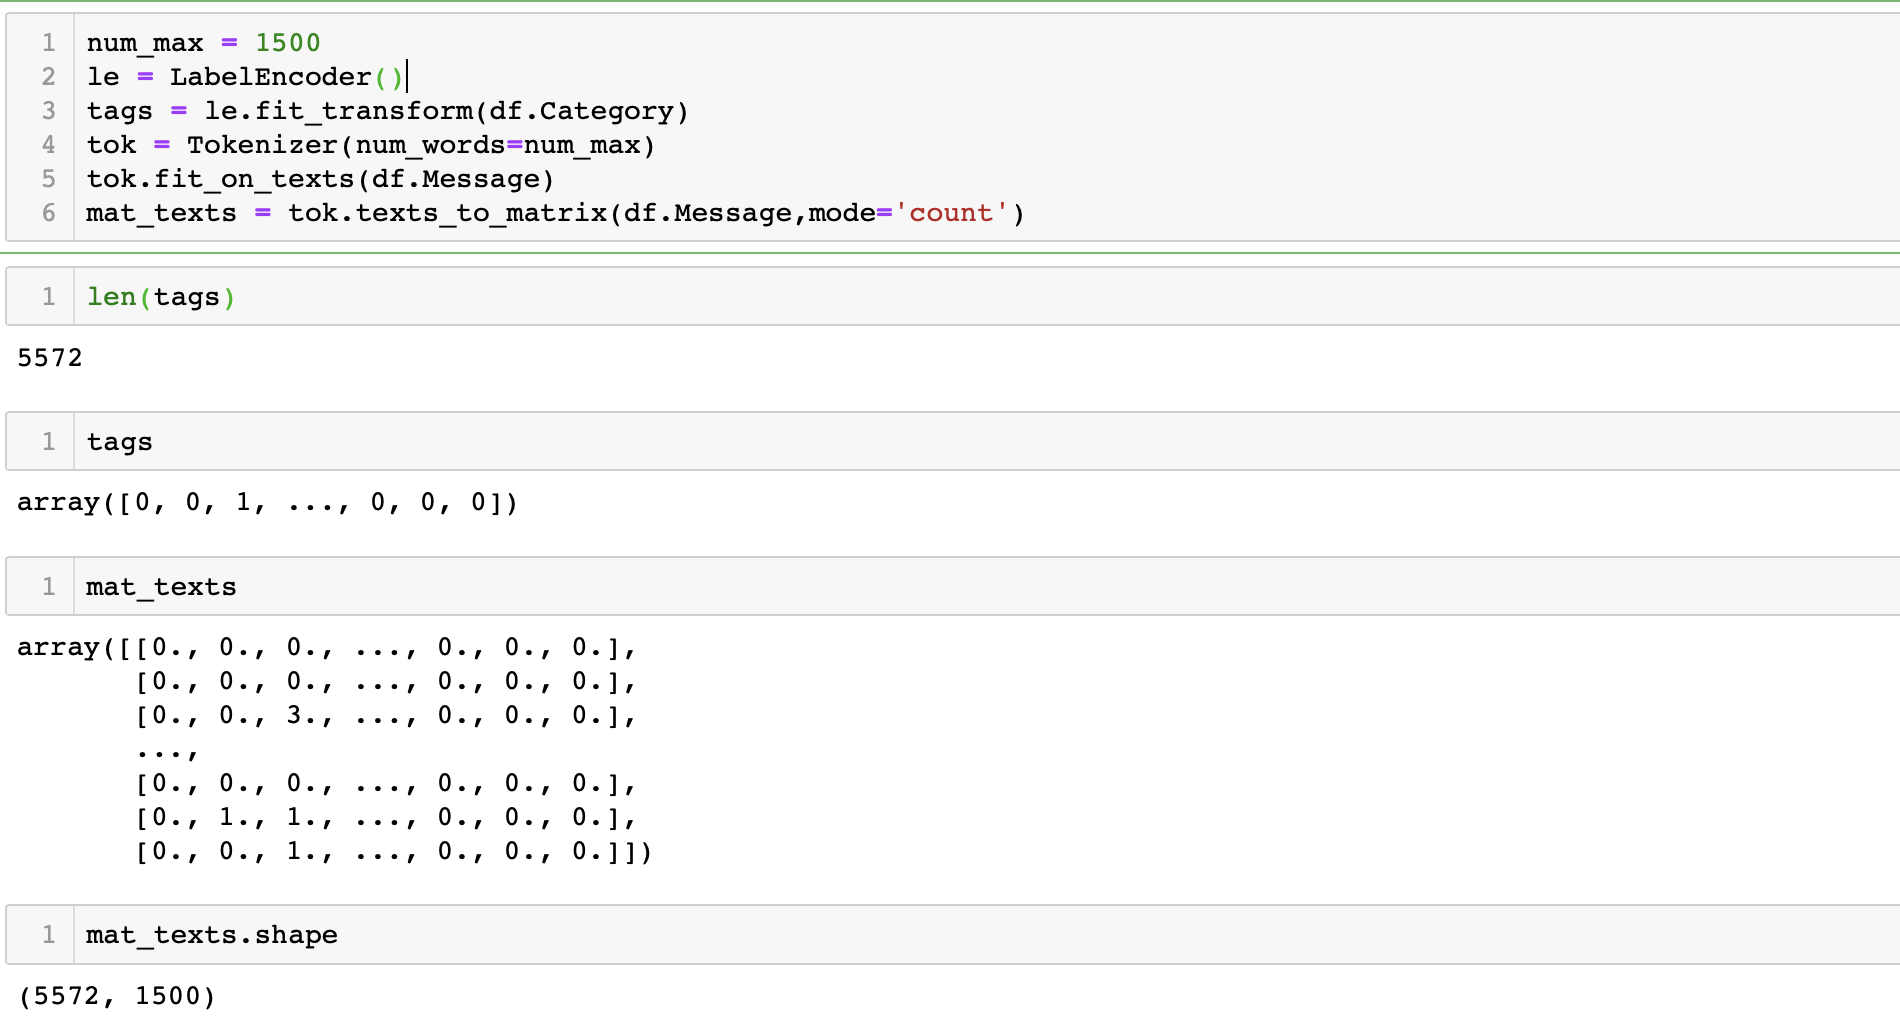 1 num_max = 1500
2 le = LabelEncoder()
3 tags = le.fit_transform(df.Category)
4 tok = Tokenizer(num_words=num_max)
5 tok.fit_on_texts(df.Message)
6 mat_texts = tok.texts_to_matrix(df.Message,mode='count')
1 len(tags)
5572
1 tags
array([0, 0, 1, ..., 0, 0, 0])
1 mat_texts
array([[0., 0., 0., ..., 0., 0., 0.],
[0., 0., 0., ..., 0., 0., 0.],
[0., 0., 3., ..., 0., 0., 0.],
...,
[0., 0., 0., ..., 0., 0., 0.],
[0., 1., 1., ..., 0., 0., 0.],
[0., 0., 1., ..., 0., 0., 0.]])
1 mat_texts.shape
(5572, 1500)